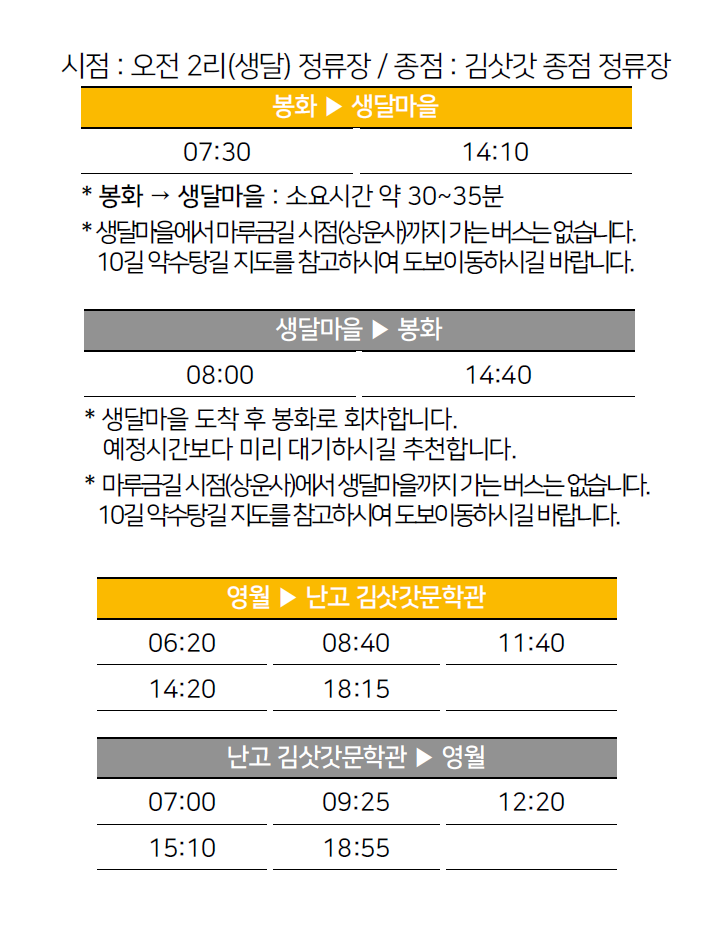 시점 : 오전 2리(생달) 정류장 / 종점 : 김삿갓 종점 정류장
봉화 ▶ 생달마을
07:30 14:10
* 봉화 → 생달마을 : 소요시간 약 30~35분
* 생달마을에서 마루금길 시점(상운사)까지 가는 버스는 없습니다.
10길 약수탕길 지도를 참고하시여 도보이동하시길 바랍니다.
생달마을 ▶ 봉화
08:00 14:40
* 생달마을 도착 후 봉화로 회차합니다.
예정시간보다 미리 대기하시길 추천합니다.
* 마루금길 시점(상운사)에서 생달마을까지 가는 버스는 없습니다.
10길 약수탕길 지도를 참고하시여 도보이동하시길 바랍니다.
영월 ▶ 난고 김삿갓문학관
06:20 08:40 11:40
14:20 18:15
난고 김삿갓문학관 ▶ 영월
07:00 09:25 12:20
15:10 18:55